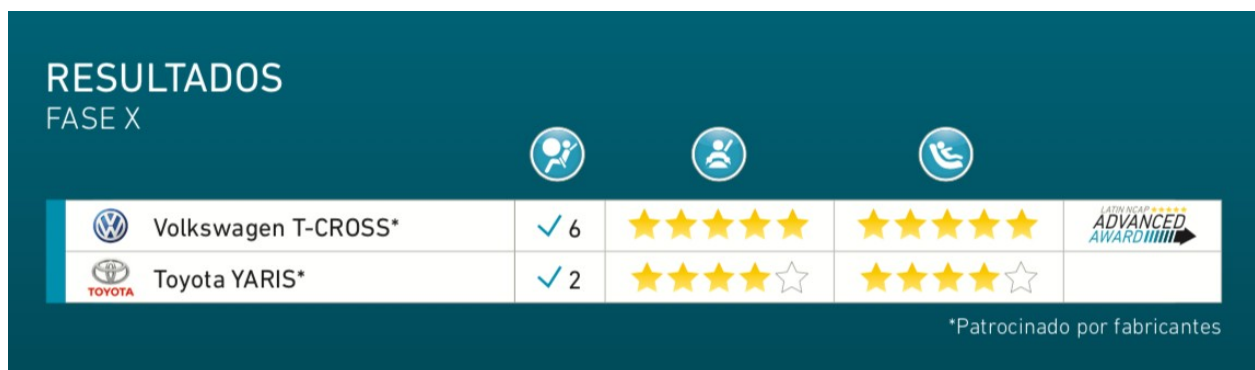 RESULTADOS
FASE X
Volkswagen T-CROSS* 6 LATIN NCAP ADVANCED AWARD
TOYOTA Toyota YARIS* 2
*Patrocinado por fabricantes